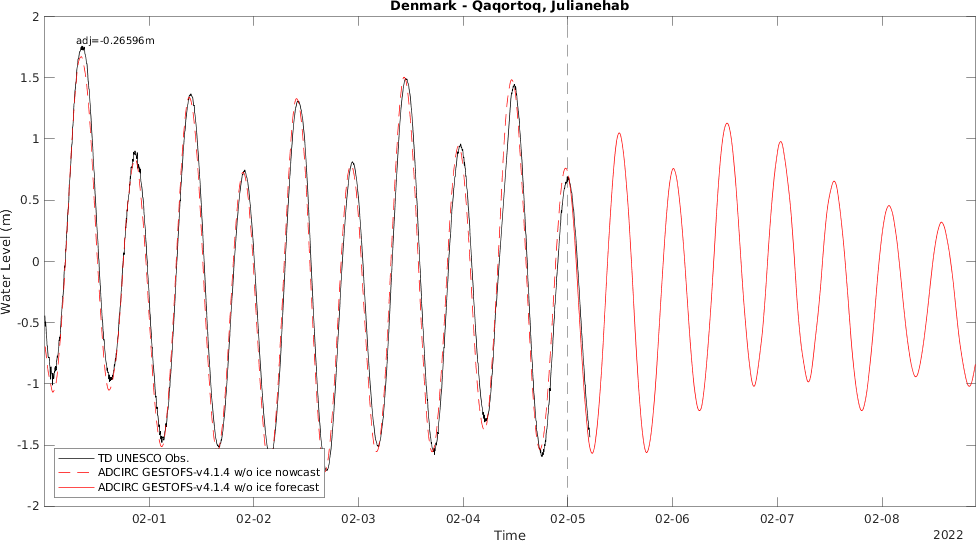 Denmark - Qaqortoq, Julianehab
adj=-0.26596m
2
1.5
1
0.5
0
-0.5
-1
-1.5
-2
Water Level (m)
TD UNESCO Obs.
ADCIRC GESTOFS-v4.1.4 w/o ice nowcast
ADCIRC GESTOFS-v4.1.4 w/o ice forecast
02-01 02-02 02-03 02-04 02-05 02-06 02-07 02-08
Time
2022